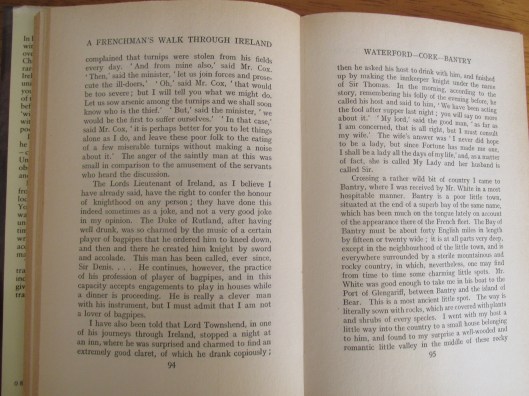 A FRENCHMAN'S WALK THROUGH IRELAND
complained that turnips were stolen from his fields
every day. 'And from mine also,' said Mr. Cox.
'Then,' said the minister, 'let us join forces and prose-
cute the ill-doers.' 'Oh,' said Mr. Cox, 'that would
be too severe; but I will tell you what we might do.
Let us sow arsenic among the turnips and we shall soon
know who is the thief.' 'But,' said the minister, 'we
would be the first to suffer ourselves.' 'In that case,'
said Mr. Cox, 'it is perhaps better for you to let things
alone as I do, and leave these poor folk to the eating
of a few miserable turnips without making a noise
about it.' The anger of the saintly man at this was
small in comparison to the amusement of the servants
who heard the discussion.
The Lords Lieutenant of Ireland, as I believe I
have already said, have the right to confer the honour
of knighthood on any person; they have done this
indeed sometimes as a joke, and not a very good joke
in my opinion. The Duke of Rutland, after having
well drunk, was so charmed by the music of a certain
player of bagpipes that he ordered him to kneel down,
and then and there he created him knight by sword
and accolade. This man has been called, ever since,
Sir Denis. . . . He continues, however, the practice
of his profession of player of bagpipes, and in this
capacity accepts engagements to play in houses while
a dinner is proceeding. He is really a clever man
with his instrument, but I must admit that I am not
a lover of bagpipes.
I have also been told that Lord Townshend, in one
of his journeys through Ireland, stopped a night at
an inn, where he was surprised and charmed to find an
extremely good claret, of which he drank copiously;
94
WATERFORD—CORK—BANTRY
then he asked his host to drink with him, and finished
up by making the innkeeper knight under the name
of Sir Thomas. In the morning, according to the
story, remembering his folly of the evening before, he
called his host and said to him, 'We have been acting
the fool after supper last night; you will say no more
about it.' 'My lord,' said the good man, 'as far as
I am concerned, that is all right, but I must consult
my wife.' The wife's answer was 'I never did hope
to be a lady, but since Fortune has made me one,
I shall be a lady all the days of my life,' and, as a matter
of fact, she is called My Lady and her husband is
called Sir.
Crossing a rather wild bit of country I came to
Bantry, where I was received by Mr. White in a most
hospitable manner. Bantry is a poor little town,
situated at the end of a superb bay of the same name,
which has been much on the tongue lately on account
of the appearance there of the French fleet. The Bay of
Bantry must be about forty English miles in length
by fifteen or twenty wide; it is at all parts very deep,
except in the neighbourhood of the little town, and is
everywhere surrounded by a sterile mountainous and
rocky country, in which, nevertheless, one may find
from time to time some charming little spots. Mr.
White was good enough to take me in his boat to the
Port of Glengariff, between Bantry and the island of
Bear. This is a most ancient spot. The way is
literally sown with rocks, which are covered with plants
and shrubs of every species. I went with my host a
little way into the country to a small house belonging
to him, and found to my surprise a well-wooded and
romantic little valley in the middle of these rocky
95